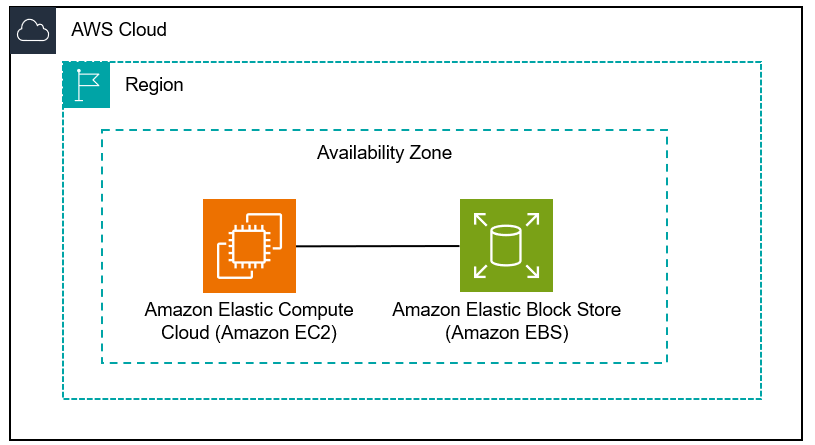 AWS Cloud
Region
Availability Zone
Amazon Elastic Compute
Cloud (Amazon EC2)
Amazon Elastic Block Store
(Amazon EBS)